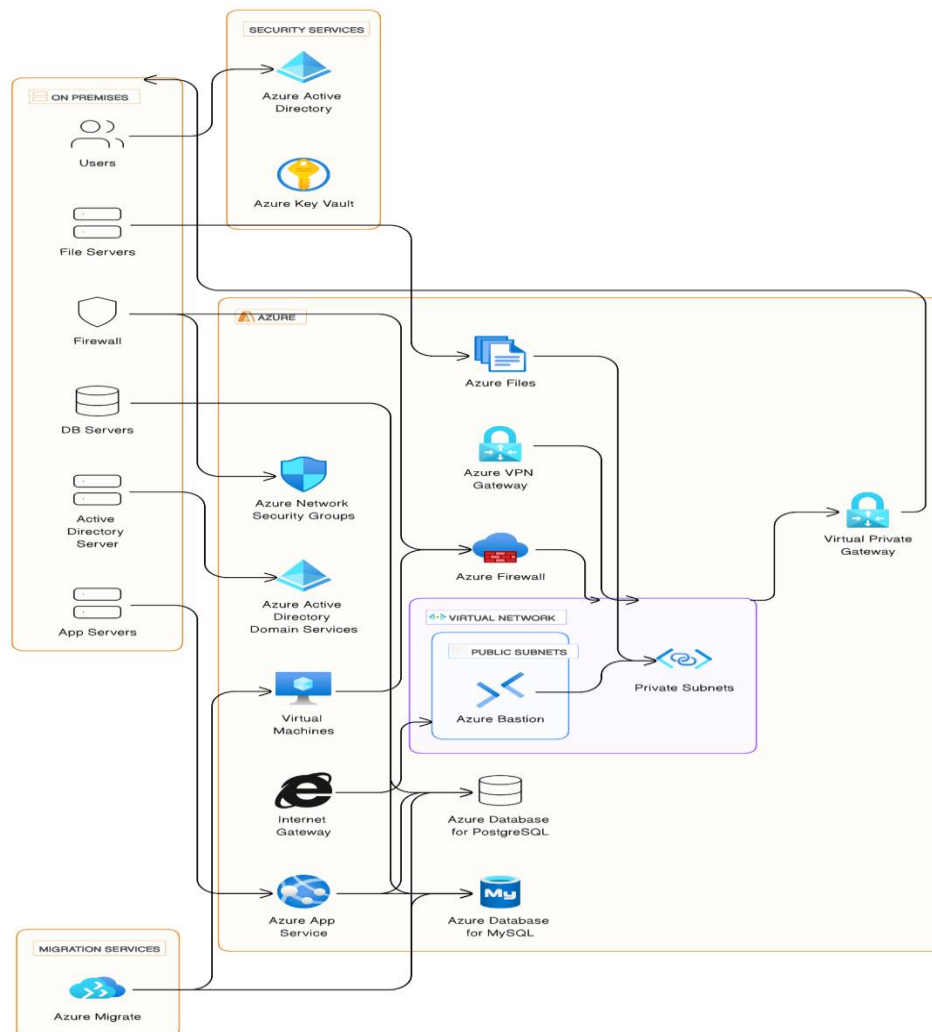 SECURITY SERVICES
Azure Active
Directory
Azure Key Vault
ON PREMISES
Users
File Servers
Firewall
DB Servers
Active
Directory
Server
App Servers
AZURE
Azure Files
Azure VPN
Gateway
Azure Network
Security Groups
Virtual Private
Gateway
Azure Firewall
Azure Active
Directory
Domain Services
VIRTUAL NETWORK
PUBLIC SUBNETS
Azure Bastion
Private Subnets
Virtual
Machines
Internet
Gateway
Azure Database
for PostgreSQL
Azure App
Service
My
Azure Database
for MySQL
MIGRATION SERVICES
Azure Migrate